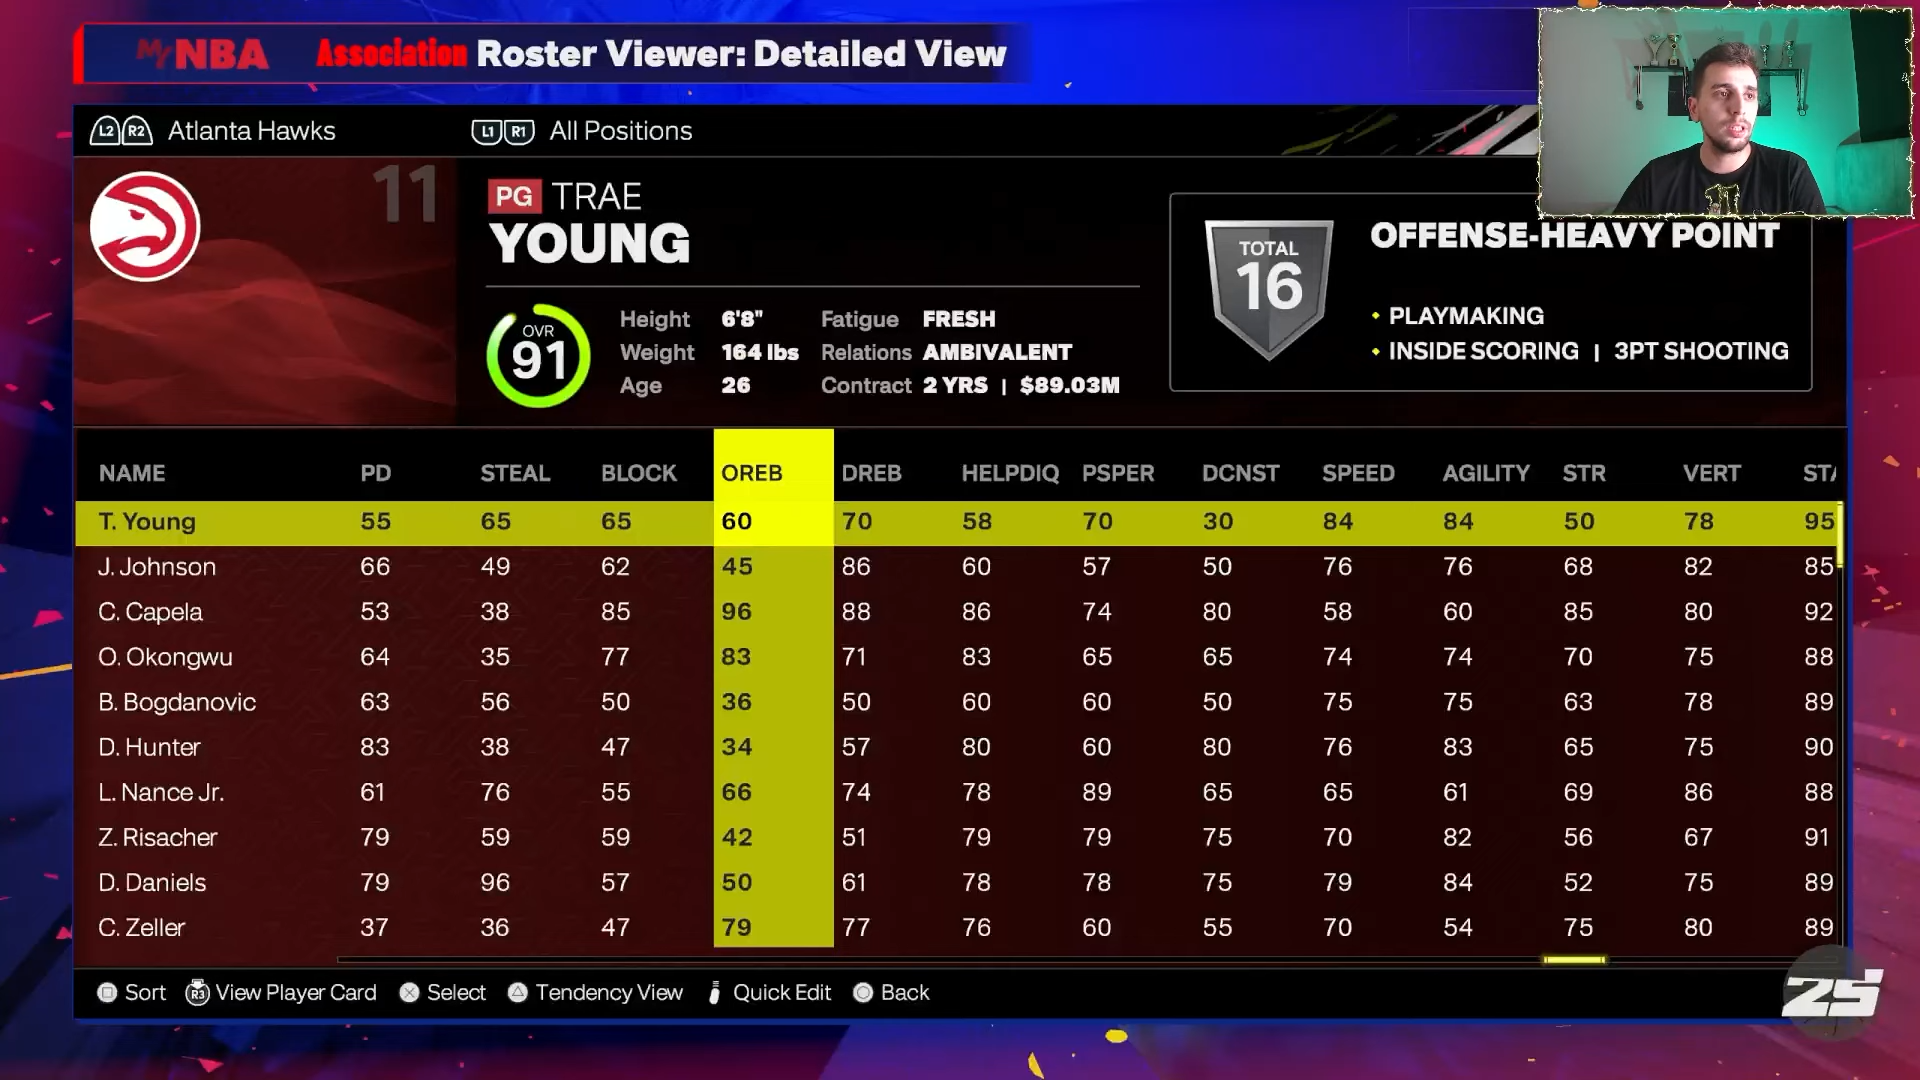 MyNBA Association Roster Viewer: Detailed View
L2 R2 Atlanta Hawks L1 R1 All Positions
11
PG TRAE
YOUNG
OVR
91
Height 6'8" Fatigue FRESH
Weight 164 lbs Relations AMBIVALENT
Age 26 Contract 2 YRS | $89.03M
TOTAL
16
OFFENSE-HEAVY POINT
• PLAYMAKING
• INSIDE SCORING | 3PT SHOOTING
NAME PD STEAL BLOCK OREB DREB HELPDIQ PSPER DCNST SPEED AGILITY STR VERT STA
T. Young 55 65 65 60 70 58 70 30 84 84 50 78 95
J. Johnson 66 49 62 45 86 60 57 50 76 76 68 82 85
C. Capela 53 38 85 96 88 86 74 80 58 60 85 80 92
O. Okongwu 64 35 77 83 71 83 65 65 74 74 70 75 88
B. Bogdanovic 63 56 50 36 50 60 60 50 75 75 63 78 89
D. Hunter 83 38 47 34 57 80 60 80 76 83 65 75 90
L. Nance Jr. 61 76 55 66 74 78 89 65 65 61 69 86 88
Z. Risacher 79 59 59 42 51 79 79 75 70 82 56 67 91
D. Daniels 79 96 57 50 61 78 78 75 79 84 52 75 89
C. Zeller 37 36 47 79 77 76 60 55 70 54 75 80 89
Sort R3 View Player Card Select Tendency View Quick Edit Back
25